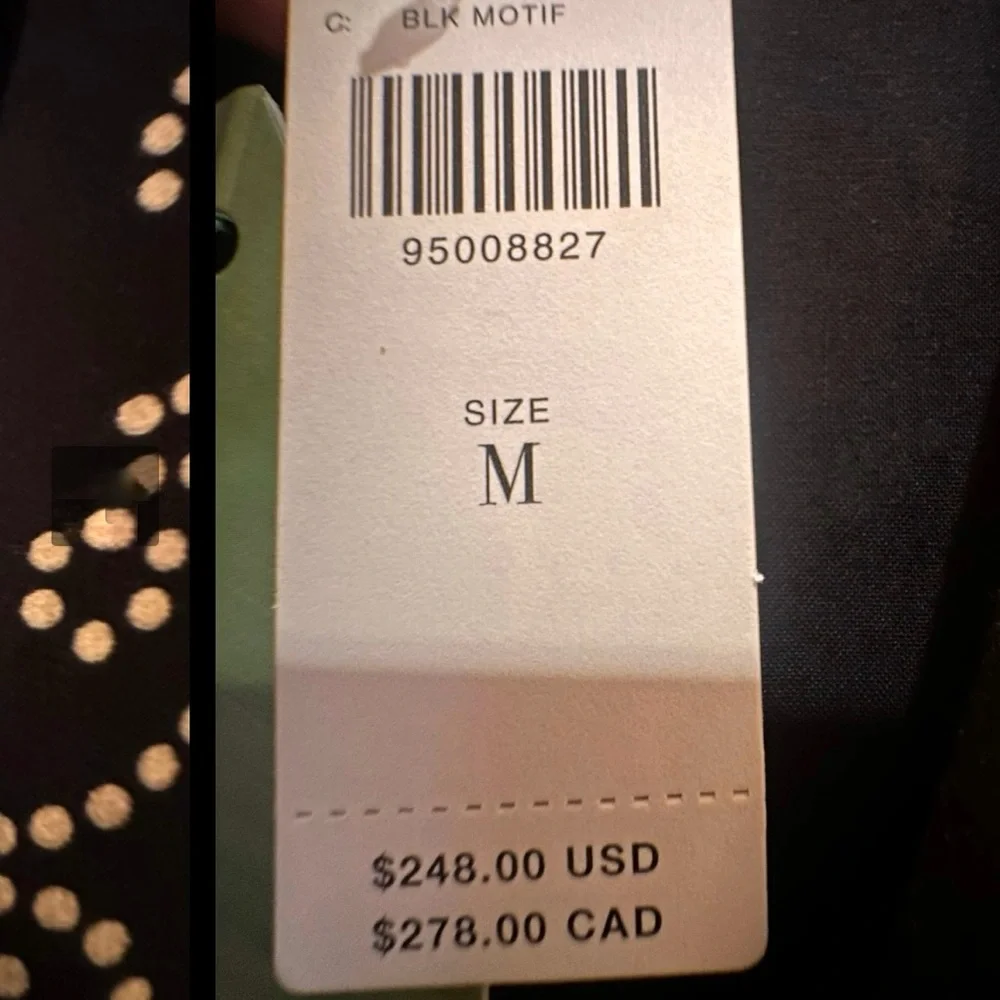 C: BLK MOTIF
95008827
SIZE
M
$248.00 USD
$278.00 CAD